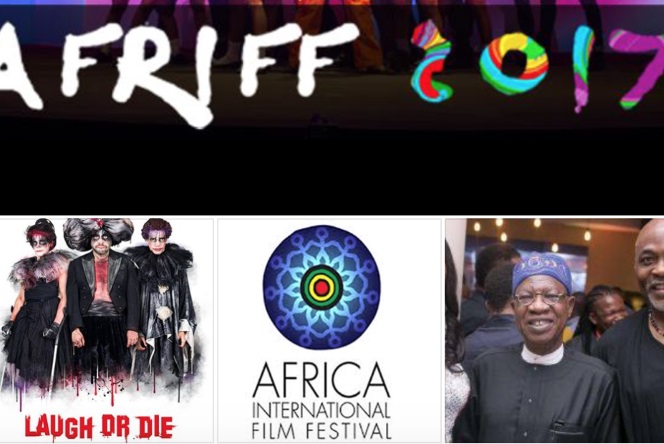 AFRIFF 2017
LAUGH OR DIE
AFRICA
INTERNATIONAL
FILM FESTIVAL